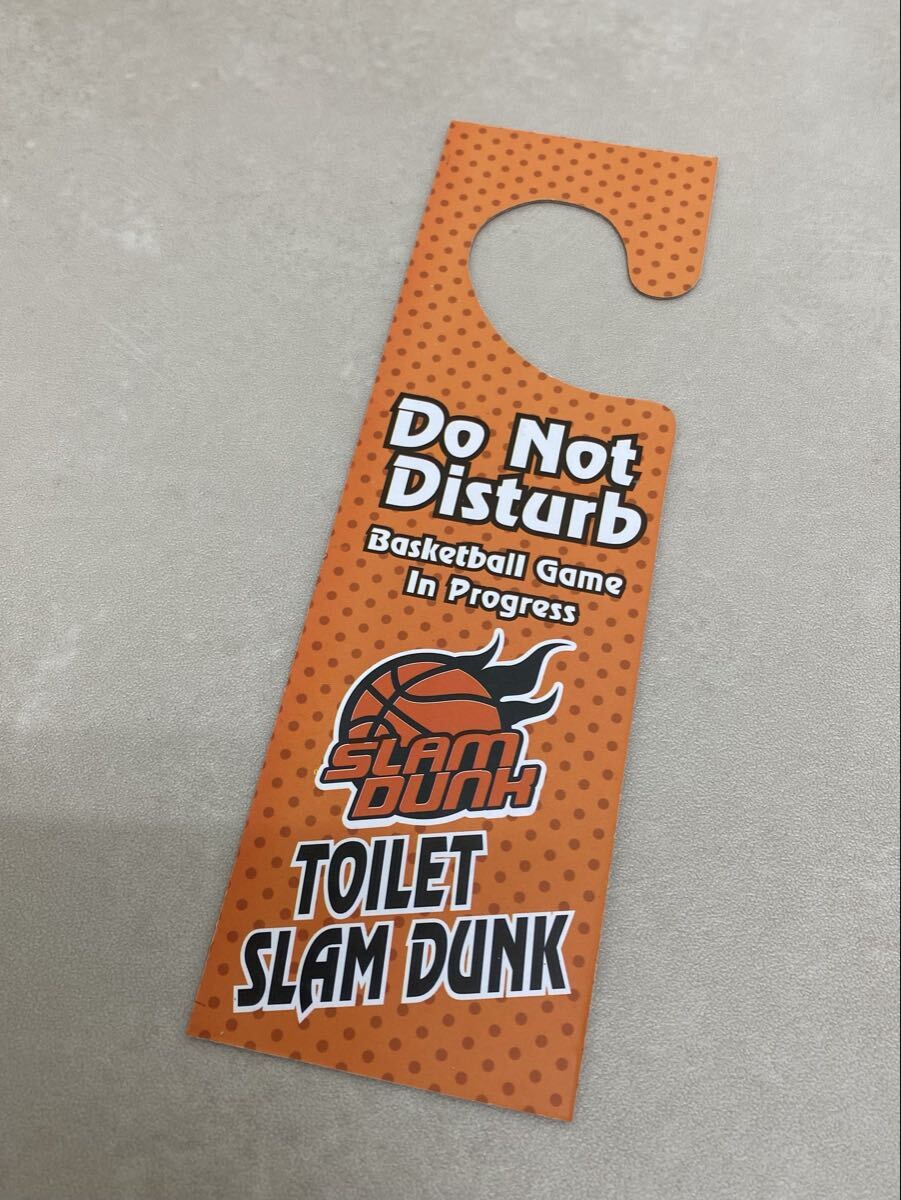 Do Not
Disturb
Basketball Game
In Progress
SLAM
DUNK
TOILET
SLAM DUNK